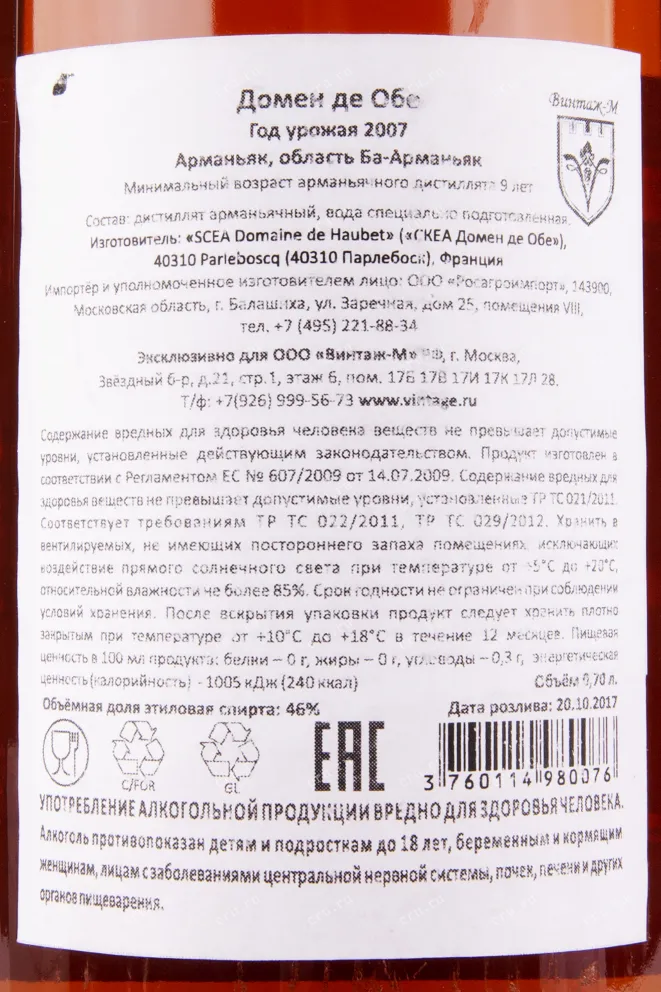 Домен де Обе
Винтаж-М
Год урожая 2007
Арманьяк, область Ба-Арманьяк
Минимальный возраст арманьячного дистиллята 9 лет
Состав: дистиллят арманьячный, вода специально подготовленная.
Изготовитель: «SCEA Domaine de Haubet» («СКЕА Домен де Обе»),
40310 Parleboscq (40310 Парлебоск), Франция
Импортёр и уполномоченное изготовителем лицо: ООО «Росагроимпорт», 143900,
Московская область, г. Балашиха, ул. Заречная, дом 25, помещения VIII,
тел. +7 (495) 221-88-34
Эксклюзивно для ООО «Винтаж-М» РФ, г. Москва,
Звёздный б-р, д.21, стр.1, этаж 6, пом. 17Б 17В 17И 17К 17Л 28.
Т/ф: +7(926) 999-56-73 www.vintage.ru
Содержание вредных для здоровья человека веществ не превышает допустимые
уровни, установленные действующим законодательством. Продукт изготовлен в
соответствии с Регламентом ЕС № 607/2009 от 14.07.2009. Содержание вредных для
здоровья веществ не превышает допустимые уровни, установленные ТР ТС 021/2011.
Соответствует требованиям ТР ТС 022/2011, ТР ТС 029/2012. Хранить в
вентилируемых, не имеющих постороннего запаха помещениях, исключающих
воздействие прямого солнечного света при температуре от +5°С до +20°С,
относительной влажности не более 85%. Срок годности не ограничен при соблюдении
условий хранения. После вскрытия упаковки продукт следует хранить плотно
закрытым при температуре от +10°С до +18°С в течение 12 месяцев. Пищевая
ценность в 100 мл продукта: белки – 0 г, жиры – 0 г, углеводы – 0,3 г, энергетическая
ценность (калорийность) - 1005 кДж (240 ккал)
Объём 0,70 л.
Объёмная доля этиловая спирта: 46%
Дата розлива: 20.10.2017
C/FOR
GL
EAC
3 760114 980076
УПОТРЕБЛЕНИЕ АЛКОГОЛЬНОЙ ПРОДУКЦИИ ВРЕДНО ДЛЯ ЗДОРОВЬЯ ЧЕЛОВЕКА.
Алкоголь противопоказан детям и подросткам до 18 лет, беременным и кормящим
женщинам, лицам с заболеваниями центральной нервной системы, почек, печени и других
органов пищеварения.